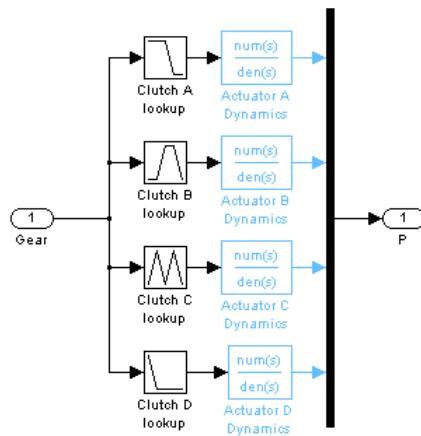 num(s)
den(s)
Clutch A
lookup
Actuator A
Dynamics
num(s)
den(s)
Clutch B
lookup
Actuator B
Dynamics
1
Gear
1
P
num(s)
den(s)
Clutch C
lookup
Actuator C
Dynamics
num(s)
den(s)
Clutch D
lookup
Actuator D
Dynamics